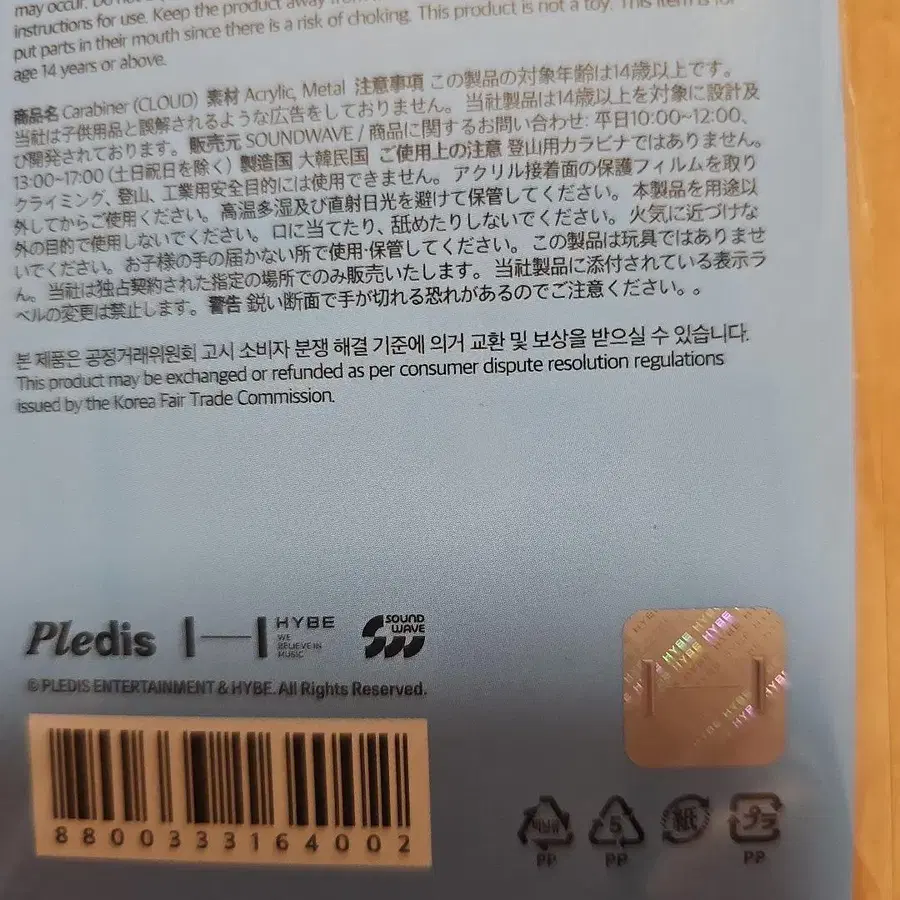 may occur. Do
instructions for use. Keep the product away
put parts in their mouth since there is a risk of choking. This product is not a toy. This item is for
age 14 years or above.
商品名 Carabiner (CLOUD) 素材 Acrylic, Metal 注意事項 この製品の対象年齢は14歳以上です。
当社は子供用品と誤解されるような広告をしておりません。 当社製品は14歳以上を対象に設計及
び開発されております。 販売元 SOUNDWAVE / 商品に関するお問い合わせ: 平日10:00~12:00、
13:00~17:00 (土日祝日を除く) 製造国 大韓民国 ご使用上の注意 登山用カラビナではありません。
クライミング、登山、工業用安全目的には使用できません。 アクリル接着面の保護フィルムを取り
外してからご使用ください。 高温多湿及び直射日光を避けて保管してください。 本製品を用途以
外の目的で使用しないでください。 口に当てたり、舐めたりしないでください。 火気に近づけな
いでください。 お子様の手の届かない所で使用·保管してください。 この製品は玩具ではありませ
ん。 当社は独占契約された指定の場所でのみ販売いたします。 当社製品に添付されている表示ラ
ベルの変更は禁止します。 警告 鋭い断面で手が切れる恐れがあるのでご注意ください。。
본 제품은 공정거래위원회 고시 소비자 분쟁 해결 기준에 의거 교환 및 보상을 받으실 수 있습니다.
This product may be exchanged or refunded as per consumer dispute resolution regulations
issued by the Korea Fair Trade Commission.
Pledis HYBE WE BELIEVE IN MUSIC SOUND WAVE
© PLEDIS ENTERTAINMENT & HYBE. All Rights Reserved.
HYBE HYBE HYBE
8800333164002
비닐류 5 紙 プラ
PP PP PP